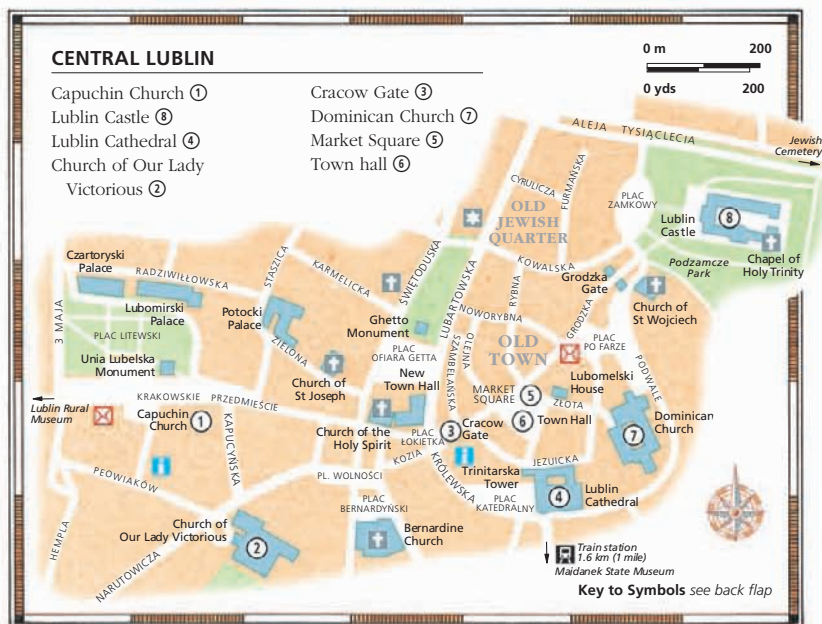 CENTRAL LUBLIN
Capuchin Church ①
Lublin Castle ⑧
Lublin Cathedral ④
Church of Our Lady
Victorious ②
Cracow Gate ③
Dominican Church ⑦
Market Square ⑤
Town hall ⑥
0 m 200
0 yds 200
ALEJA TYSIĄCLECIA
Jewish
Cemetery
CYRULICZA
FURMAŃSKA
PLAC
ZAMKOWY
OLD
JEWISH
QUARTER
Lublin
Castle
⑧
Chapel of
Holy Trinity
Podzamcze
Park
KOWALSKA
Grodzka
Gate
Church of
St Wojciech
Czartoryski
Palace
RADZIWIŁŁOWSKA
STASZICA
KARMELICKA
ŚWIĘTODUSKA
LUBARTOWSKA
RYBNA
NOWORYBNA
GRODZKA
3 MAJA
Lubomirski
Palace
Potocki
Palace
Ghetto
Monument
PLAC LITEWSKI
ZIELONA
PLAC
OFIARA GETTA
SZAMBELAŃSKA
OLEJNA
OLD
TOWN
PLAC
PO FARZE
Unia Lubelska
Monument
Church of
St Joseph
New
Town Hall
Lubomelski
House
PODWALE
MARKET
SQUARE
⑤
ZŁOTA
KRAKOWSKIE PRZEDMIEŚCIE
Lublin Rural
Museum
Capuchin
Church
①
KAPUCYŃSKA
Church of the
Holy Spirit
PLAC
ŁOKIETKA
③
Cracow
Gate
⑥
Town Hall
⑦
Dominican
Church
KOZIA
KRÓLEWSKA
Trinitarska
Tower
JEZUICKA
PEOWIAKÓW
PL. WOLNOŚCI
PLAC
BERNARDYŃSKI
PLAC
KATEDRALNY
④
Lublin
Cathedral
HEMPLA
NARUTOWICZA
Church of
Our Lady Victorious
②
Bernardine
Church
Train station
1.6 km (1 mile)
Majdanek State Museum
Key to Symbols see back flap